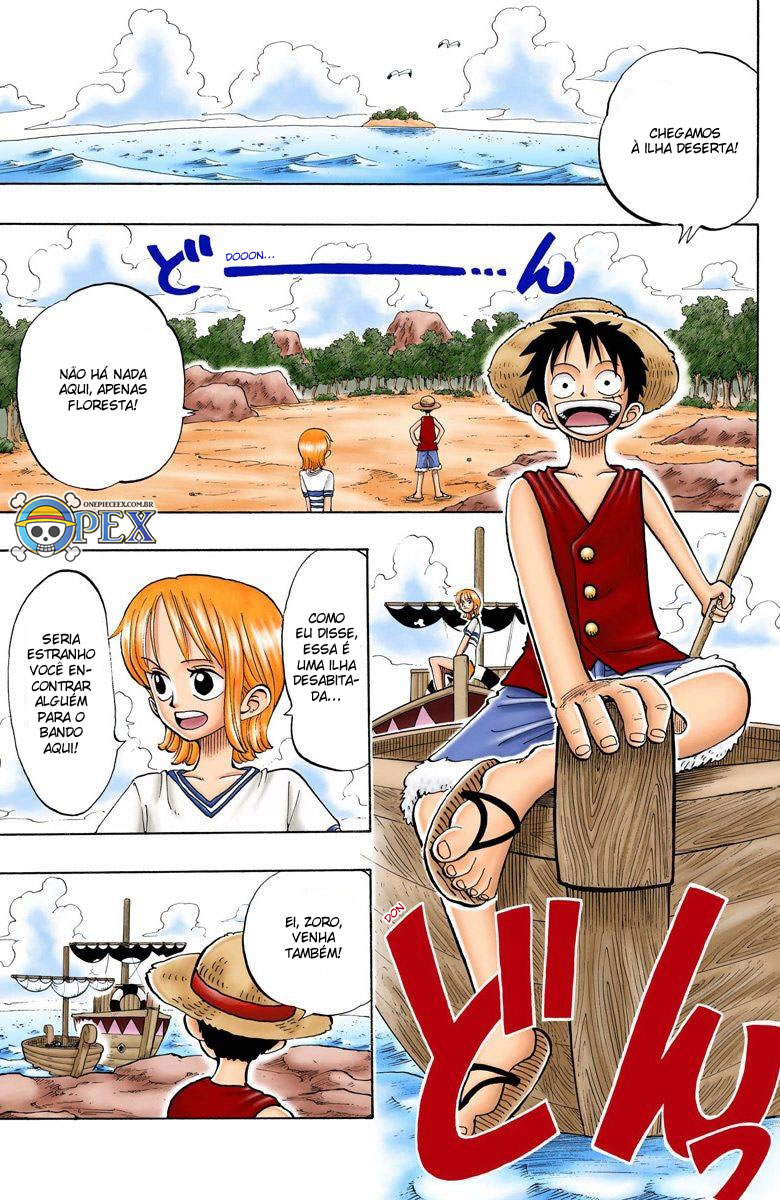 CHEGAMOS
À ILHA DESERTA!
ど
DOOON...
ん
NÃO HÁ NADA
AQUI, APENAS
FLORESTA!
ONEPIECEEX.COM.BR
OPEX
COMO
EU DISSE,
ESSA É
UMA ILHA
DESABITA-
DA...
SERIA
ESTRANHO
VOCÊ EN-
CONTRAR
ALGUÉM
PARA O
BANDO
AQUI!
EI, ZORO,
VENHA
TAMBÉM!
DON
どんっ